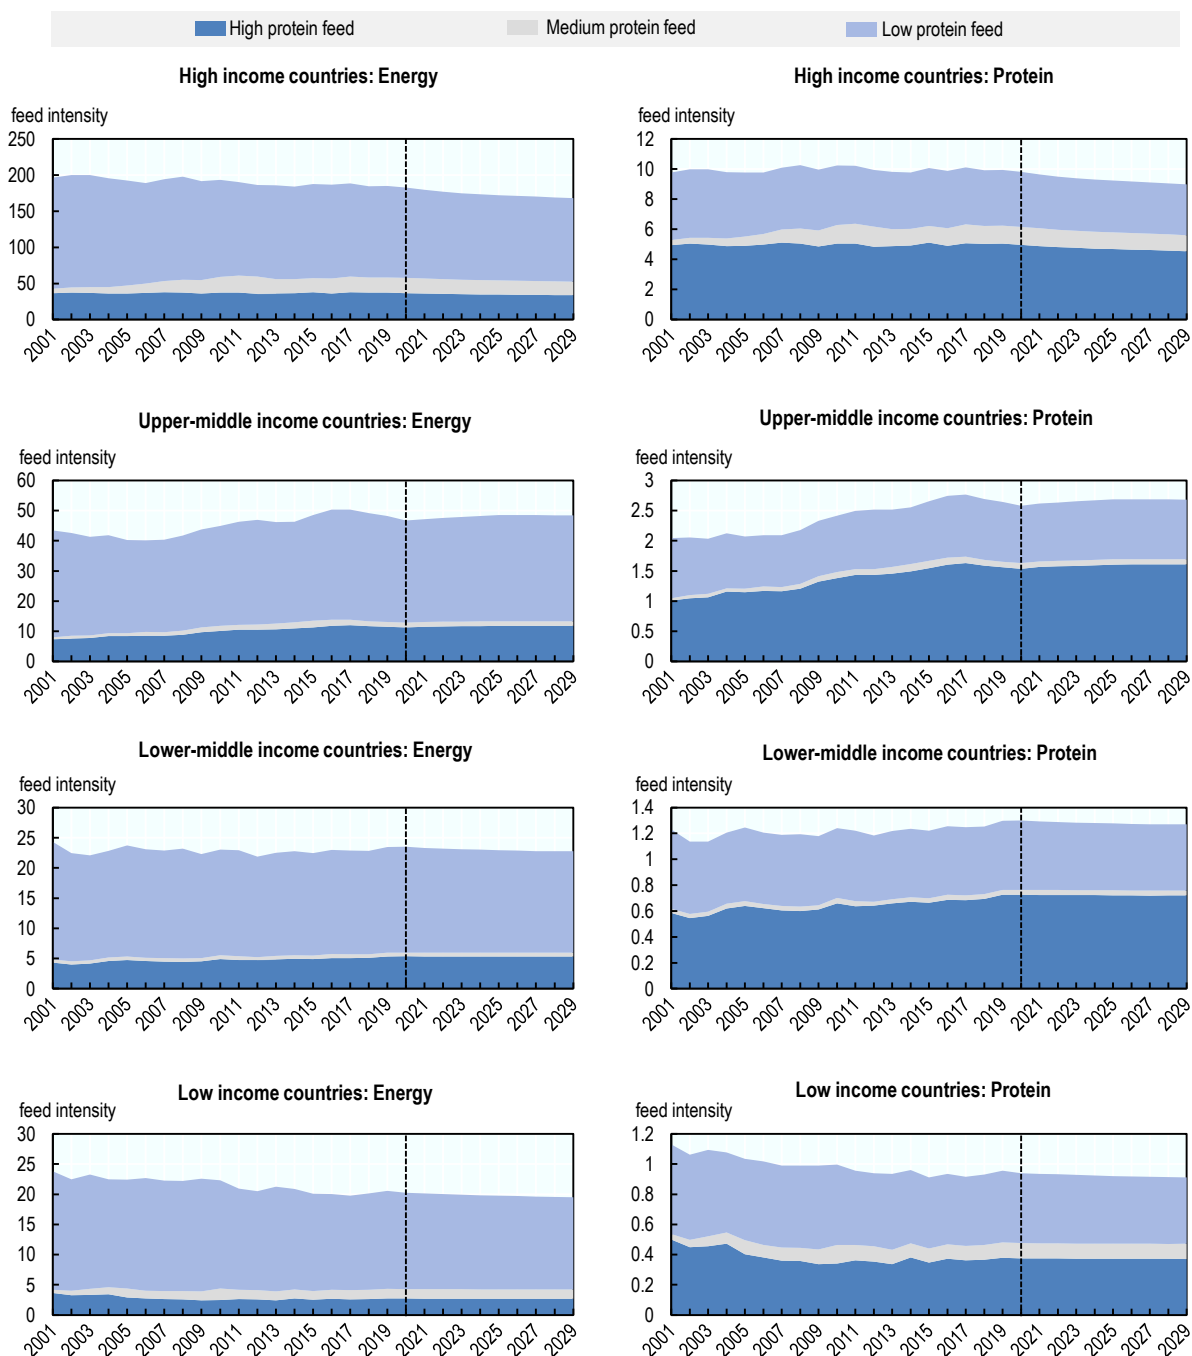 High protein feed Medium protein feed Low protein feed
High income countries: Energy
feed intensity
250
200
150
100
50
0
2001 2003 2005 2007 2009 2011 2013 2015 2017 2019 2021 2023 2025 2027 2029
High income countries: Protein
feed intensity
12
10
8
6
4
2
0
2001 2003 2005 2007 2009 2011 2013 2015 2017 2019 2021 2023 2025 2027 2029
Upper-middle income countries: Energy
feed intensity
60
50
40
30
20
10
0
2001 2003 2005 2007 2009 2011 2013 2015 2017 2019 2021 2023 2025 2027 2029
Upper-middle income countries: Protein
feed intensity
3
2.5
2
1.5
1
0.5
0
2001 2003 2005 2007 2009 2011 2013 2015 2017 2019 2021 2023 2025 2027 2029
Lower-middle income countries: Energy
feed intensity
30
25
20
15
10
5
0
2001 2003 2005 2007 2009 2011 2013 2015 2017 2019 2021 2023 2025 2027 2029
Lower-middle income countries: Protein
feed intensity
1.4
1.2
1
0.8
0.6
0.4
0.2
0
2001 2003 2005 2007 2009 2011 2013 2015 2017 2019 2021 2023 2025 2027 2029
Low income countries: Energy
feed intensity
30
25
20
15
10
5
0
2001 2003 2005 2007 2009 2011 2013 2015 2017 2019 2021 2023 2025 2027 2029
Low income countries: Protein
feed intensity
1.2
1
0.8
0.6
0.4
0.2
0
2001 2003 2005 2007 2009 2011 2013 2015 2017 2019 2021 2023 2025 2027 2029